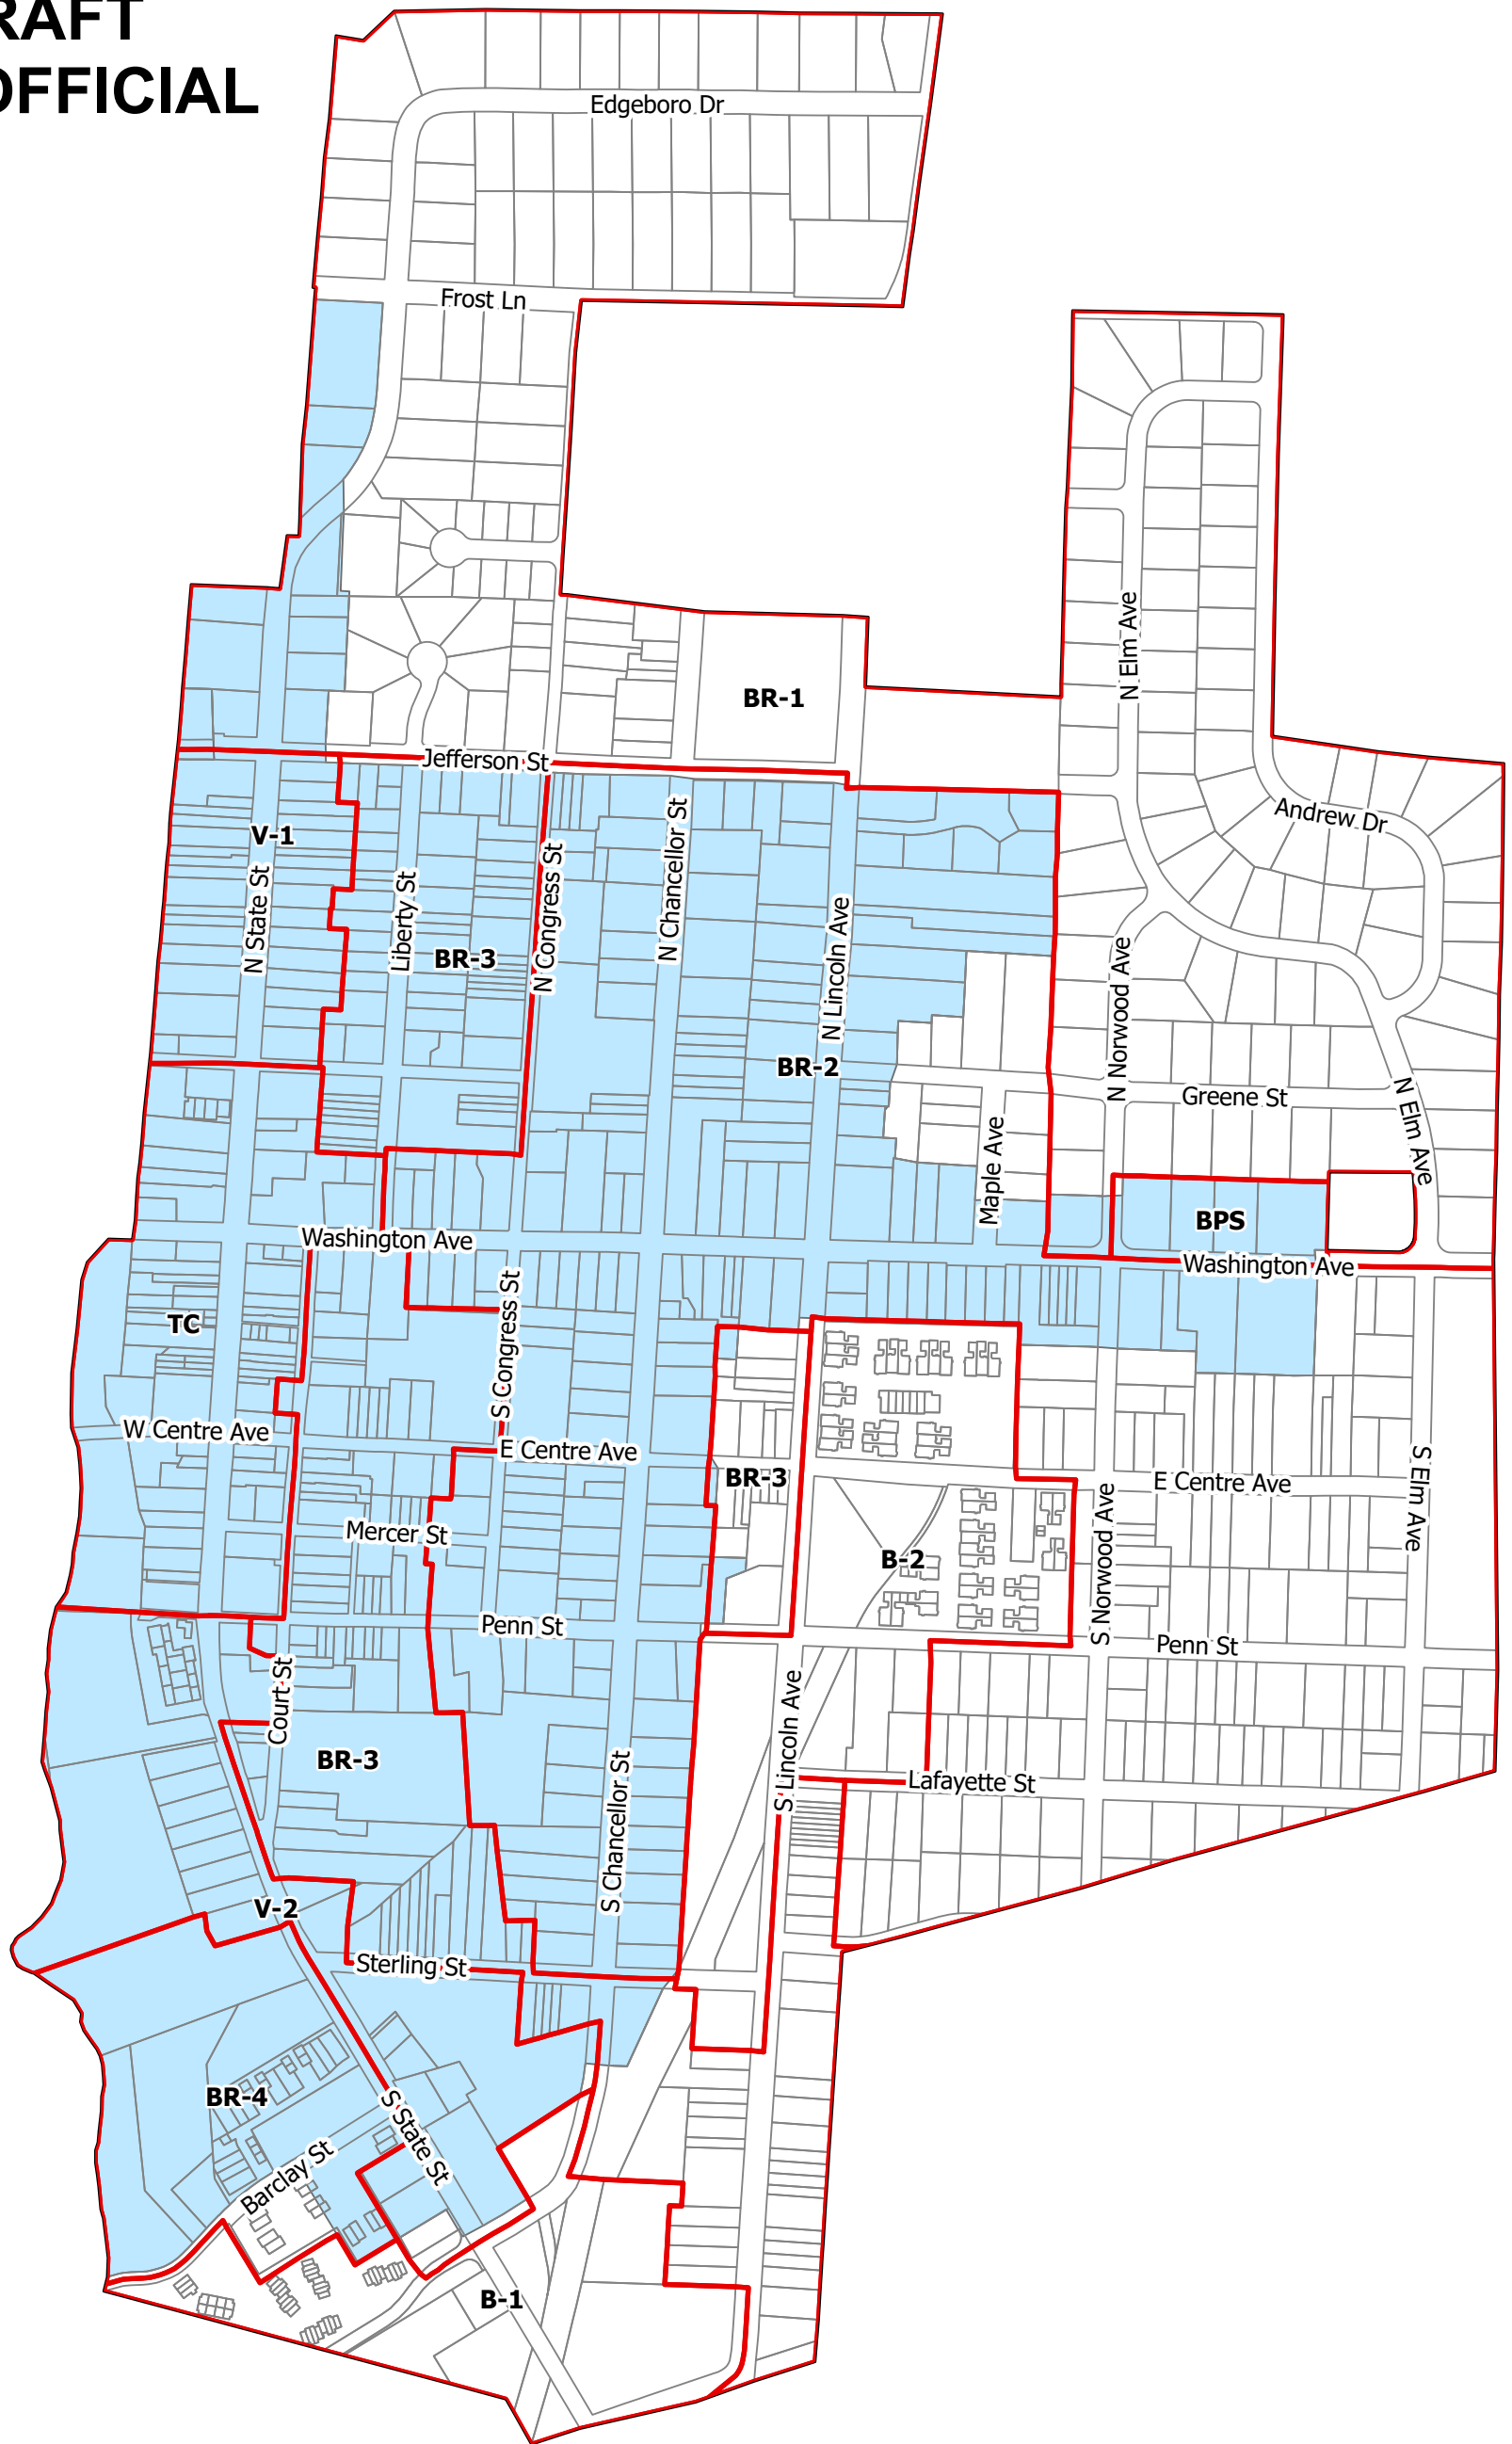 RAFT
OFFICIAL
Edgeboro Dr
Frost Ln
N Elm Ave
BR-1
Jefferson St
Andrew Dr
V-1
N State St
Liberty St
BR-3
N Congress St
N Chancellor St
N Lincoln Ave
BR-2
N Norwood Ave
Greene St
N Elm Ave
Maple Ave
BPS
Washington Ave
Washington Ave
TC
S Congress St
W Centre Ave
E Centre Ave
BR-3
E Centre Ave
S Elm Ave
S Norwood Ave
Mercer St
B-2
Penn St
Penn St
Court St
S Lincoln Ave
BR-3
Lafayette St
S Chancellor St
V-2
Sterling St
BR-4
S State St
Barclay St
B-1